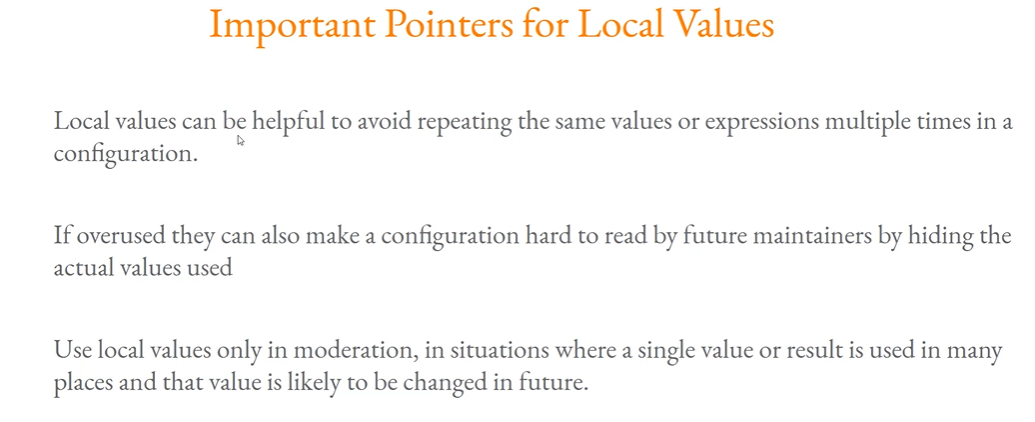 Important Pointers for Local Values
Local values can be helpful to avoid repeating the same values or expressions multiple times in a
configuration.
If overused they can also make a configuration hard to read by future maintainers by hiding the
actual values used
Use local values only in moderation, in situations where a single value or result is used in many
places and that value is likely to be changed in future.